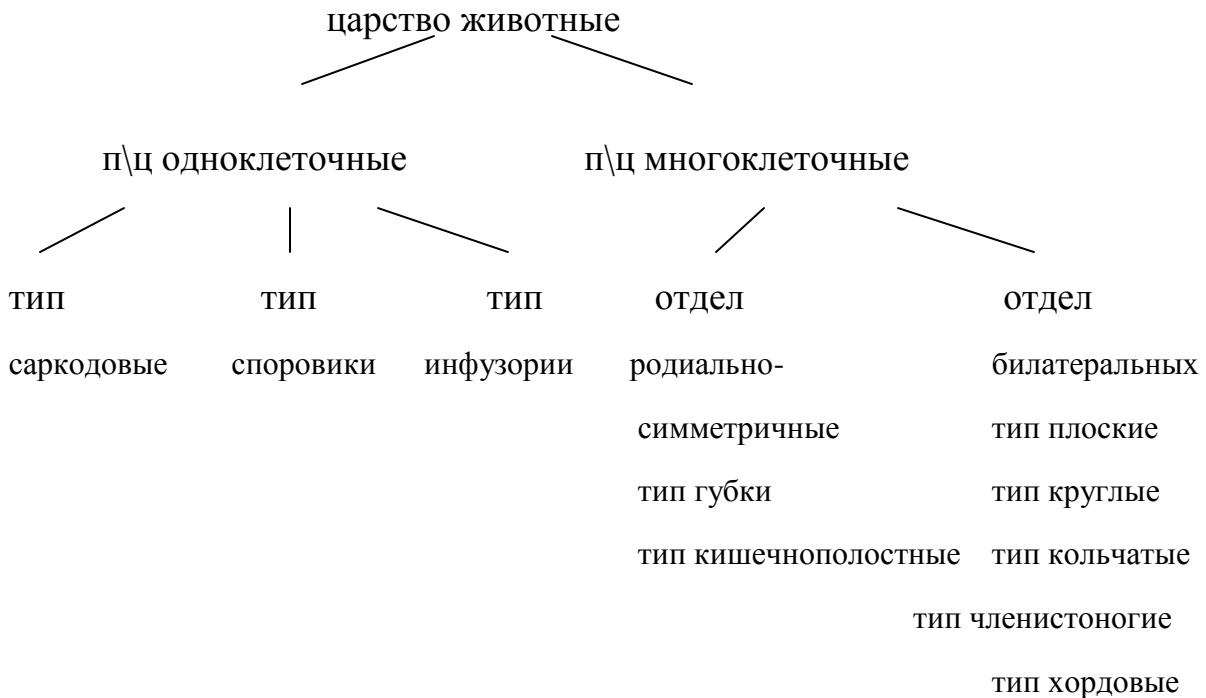 царство животные
п\ц одноклеточные п\ц многоклеточные
тип тип тип отдел отдел
саркодовые споровики инфузории родиально- билатеральных
симметричные тип плоские
тип губки тип круглые
тип кишечнополостные тип кольчатые
тип членистоногие
тип хордовые